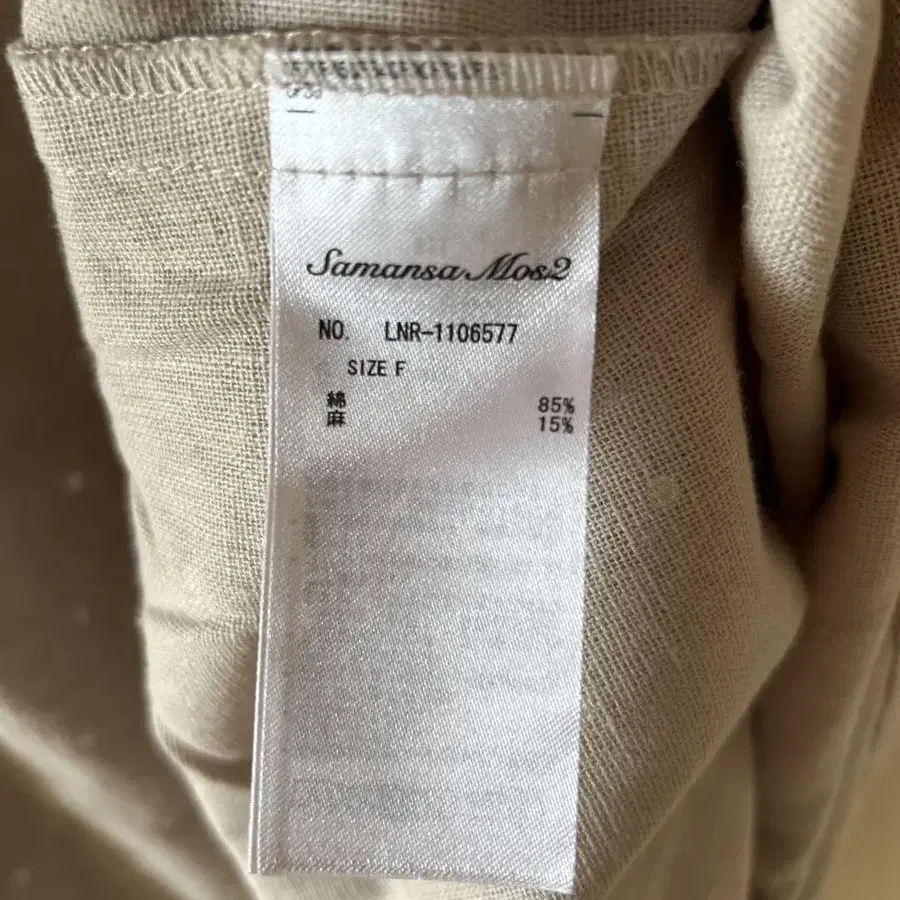 Samansa Mos2
NO. LNR-1106577
SIZE F
綿 85%
麻 15%